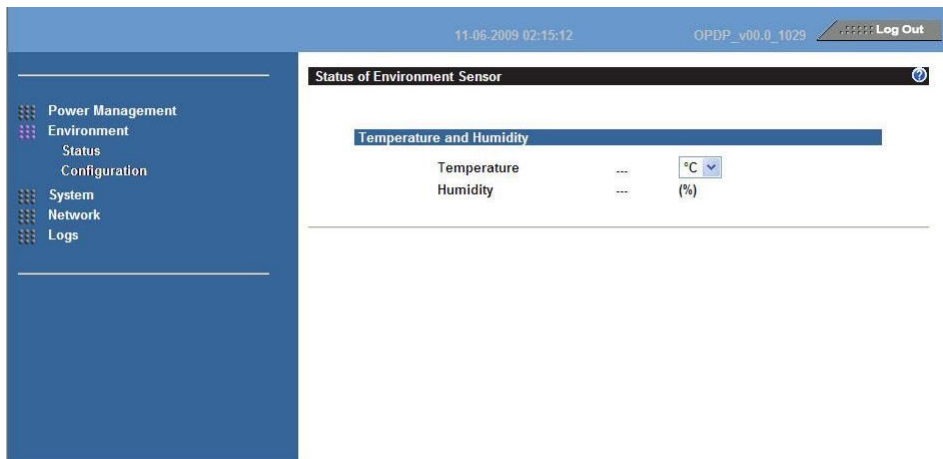 11-06-2009 02:15:12 OPDP_v00.0_1029 Log Out
Status of Environment Sensor ?
Power Management
Environment
Status
Configuration
System
Network
Logs
Temperature and Humidity
Temperature --- °C
Humidity --- (%)